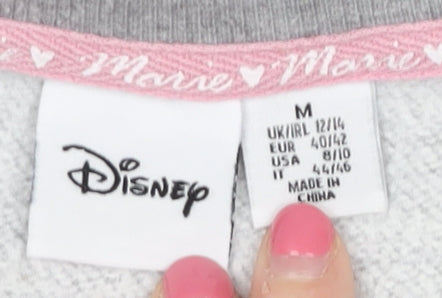 Marie Marie
Disney
M
UK/IRL 12/14
EUR 40/42
USA 8/10
IT 44/46
MADE IN
CHINA